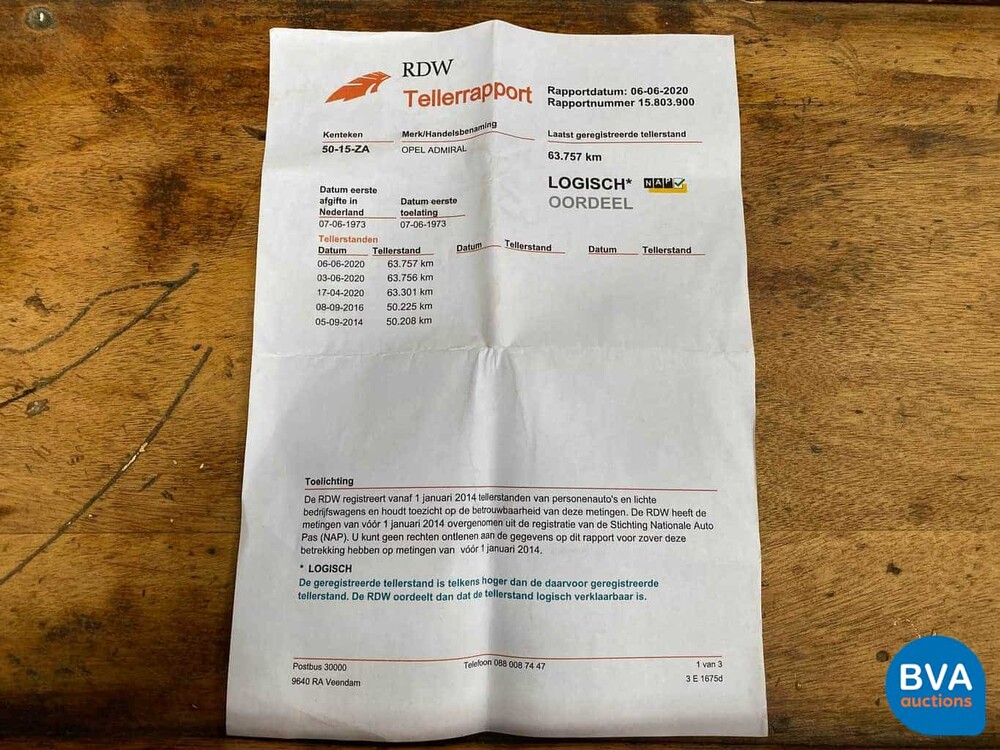 RDW
Tellerrapport
Rapportdatum: 06-06-2020
Rapportnummer 15.803.900
Kenteken Merk/Handelsbenaming Laatst geregistreerde tellerstand
50-15-ZA OPEL ADMIRAL
63.757 km
LOGISCH* NAP
OORDEEL
Datum eerste
afgifte in Datum eerste
Nederland toelating
07-06-1973 07-06-1973
Tellerstanden
Datum Tellerstand Datum Tellerstand Datum Tellerstand
06-06-2020 63.757 km
03-06-2020 63.756 km
17-04-2020 63.301 km
08-09-2016 50.225 km
05-09-2014 50.208 km
Toelichting
De RDW registreert vanaf 1 januari 2014 tellerstanden van personenauto's en lichte
bedrijfswagens en houdt toezicht op de betrouwbaarheid van deze metingen. De RDW heeft de
metingen van vóór 1 januari 2014 overgenomen uit de registratie van de Stichting Nationale Auto
Pas (NAP). U kunt geen rechten ontlenen aan de gegevens op dit rapport voor zover deze
betrekking hebben op metingen van vóór 1 januari 2014.
* LOGISCH
De geregistreerde tellerstand is telkens hoger dan de daarvoor geregistreerde
tellerstand. De RDW oordeelt dan dat de tellerstand logisch verklaarbaar is.
Postbus 30000 Telefoon 088 008 74 47 1 van 3
9640 RA Veendam 3 E 1675d
BVA
auctions